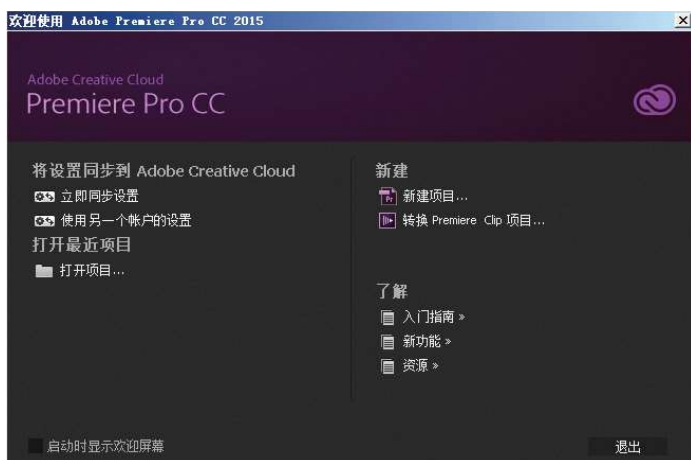 欢迎使用 Adobe Premiere Pro CC 2015
Adobe Creative Cloud
Premiere Pro CC
将设置同步到 Adobe Creative Cloud
立即同步设置
使用另一个帐户的设置
打开最近项目
打开项目...
新建
新建项目...
转换 Premiere Clip 项目...
了解
入门指南 »
新功能 »
资源 »
启动时显示欢迎屏幕
退出